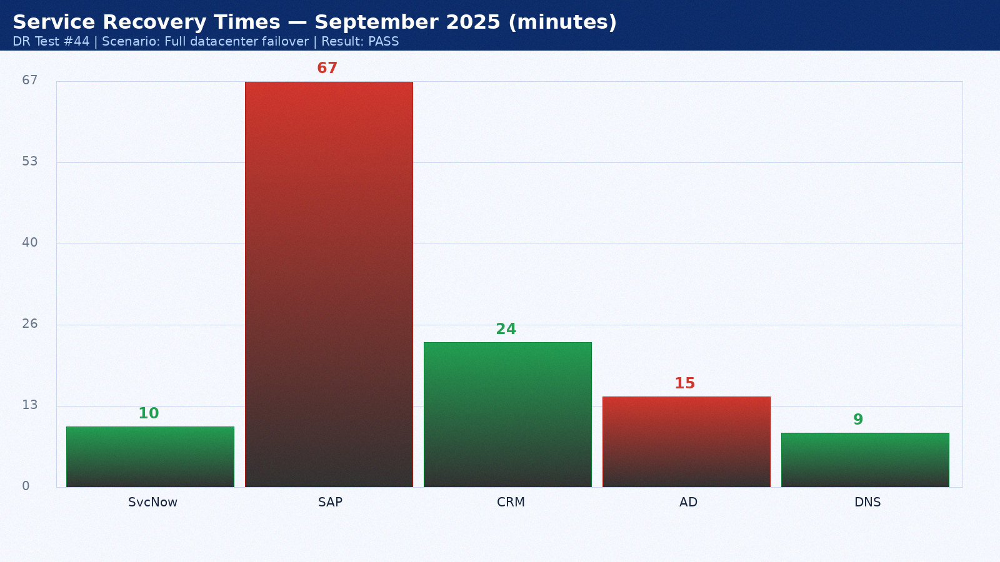 Service Recovery Times — September 2025 (minutes)
DR Test #44 | Scenario: Full datacenter failover | Result: PASS
67
67
53
40
26
24
15
13
10
9
0
SvcNow
SAP
CRM
AD
DNS